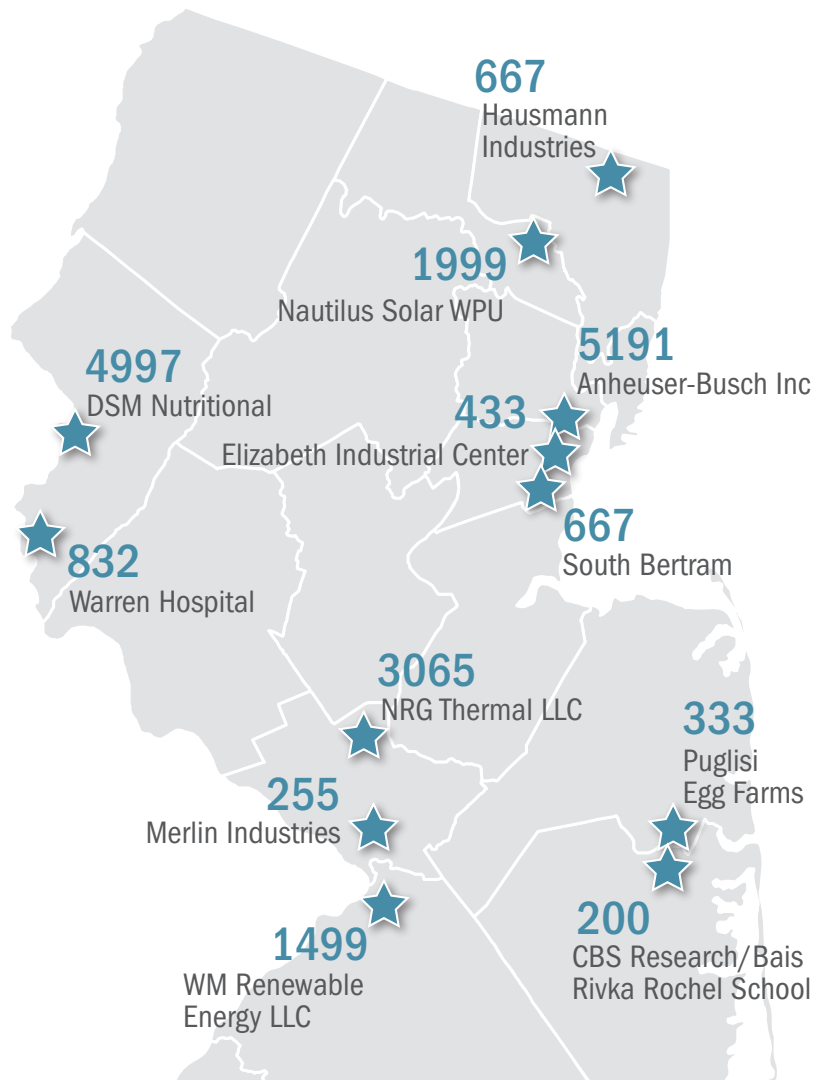 667
Hausmann
Industries
1999
Nautilus Solar WPU
5191
Anheuser-Busch Inc
4997
DSM Nutritional
433
Elizabeth Industrial Center
667
South Bertram
832
Warren Hospital
3065
NRG Thermal LLC
333
Puglisi
Egg Farms
255
Merlin Industries
200
CBS Research/Bais
Rivka Rochel School
1499
WM Renewable
Energy LLC